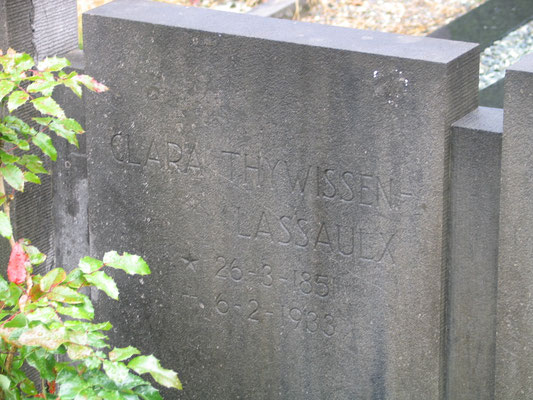 CLARA THYWISSEN-
LASSAULX
* 26-3-1851
- 6-2-1933